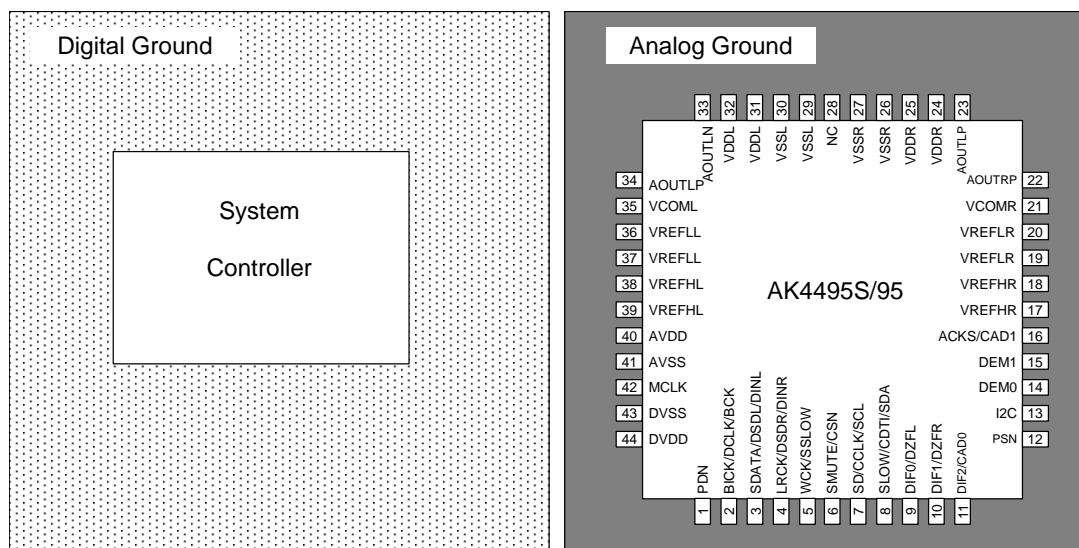 Digital Ground
Analog Ground
System
Controller
33 32 31 30 29 28 27 26 25 24 23
AOUTLN VDDL VDDL VSSL VSSL NC VSSR VSSR VDDR VDDR AOUTLP
34 AOUTLP
35 VCOML
36 VREFLL
37 VREFLL
38 VREFHL
39 VREFHL
40 AVDD
41 AVSS
42 MCLK
43 DVSS
44 DVDD
AK4495S/95
AOUTRP 22
VCOMR 21
VREFLR 20
VREFLR 19
VREFHR 18
VREFHR 17
ACKS/CAD1 16
DEM1 15
DEM0 14
I2C 13
PSN 12
PDN BICK/DCLK/BCK SDATA/DSDL/DINL LRCK/DSDR/DINR WCK/SSLOW SMUTE/CSN SD/CCLK/SCL SLOW/CDTI/SDA DIF0/DZFL DIF1/DZFR DIF2/CAD0
1 2 3 4 5 6 7 8 9 10 11